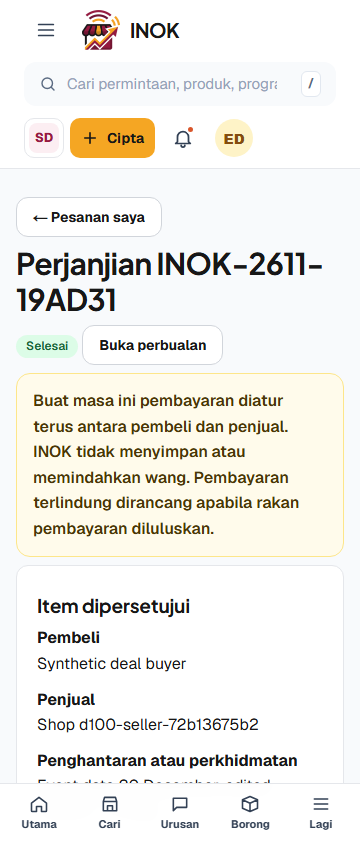 INOK
Cari permintaan, produk, progra
/
SD
+ Cipta
ED
← Pesanan saya
Perjanjian INOK-2611-
19AD31
Selesai
Buka perbualan
Buat masa ini pembayaran diatur
terus antara pembeli dan penjual.
INOK tidak menyimpan atau
memindahkan wang. Pembayaran
terlindung dirancang apabila rakan
pembayaran diluluskan.
Item dipersetujui
Pembeli
Synthetic deal buyer
Penjual
Shop d100-seller-72b13675b2
Penghantaran atau perkhidmatan
Utama
Cari
Urusan
Borong
Lagi